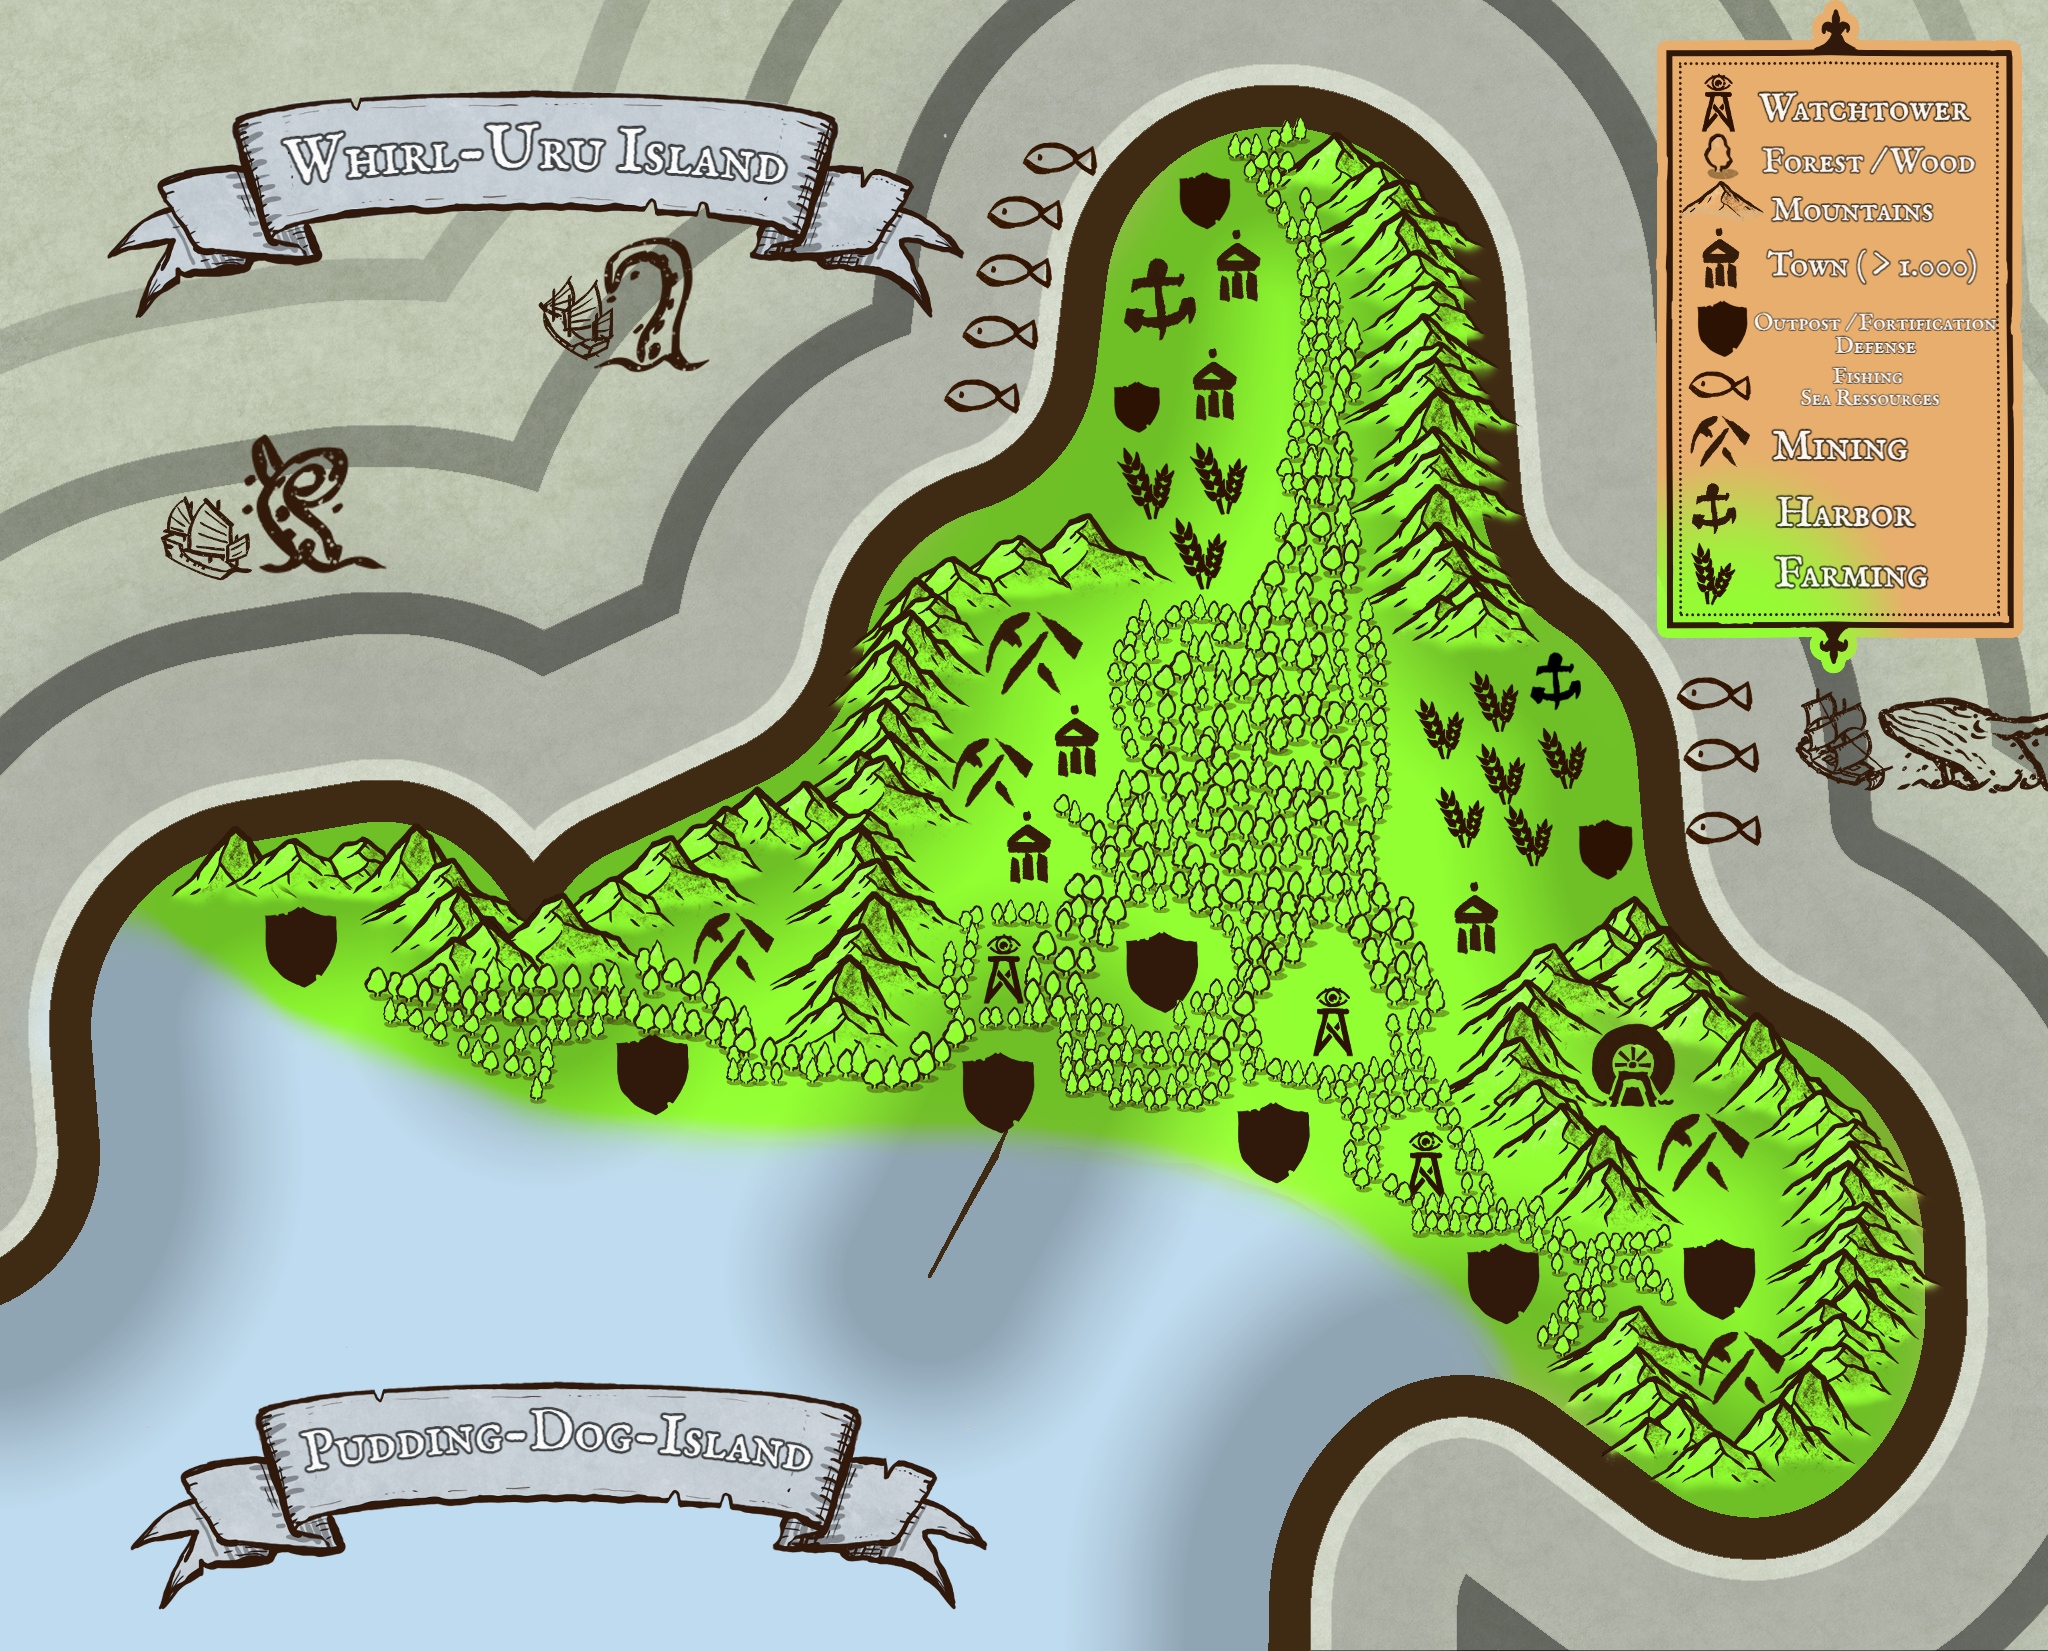 Whirl-Uru Island
Watchtower
Forest /Wood
Mountains
Town ( > 1.000)
Outpost /Fortification
Defense
Fishing
Sea Ressources
Mining
Harbor
Farming
Pudding-Dog-Island